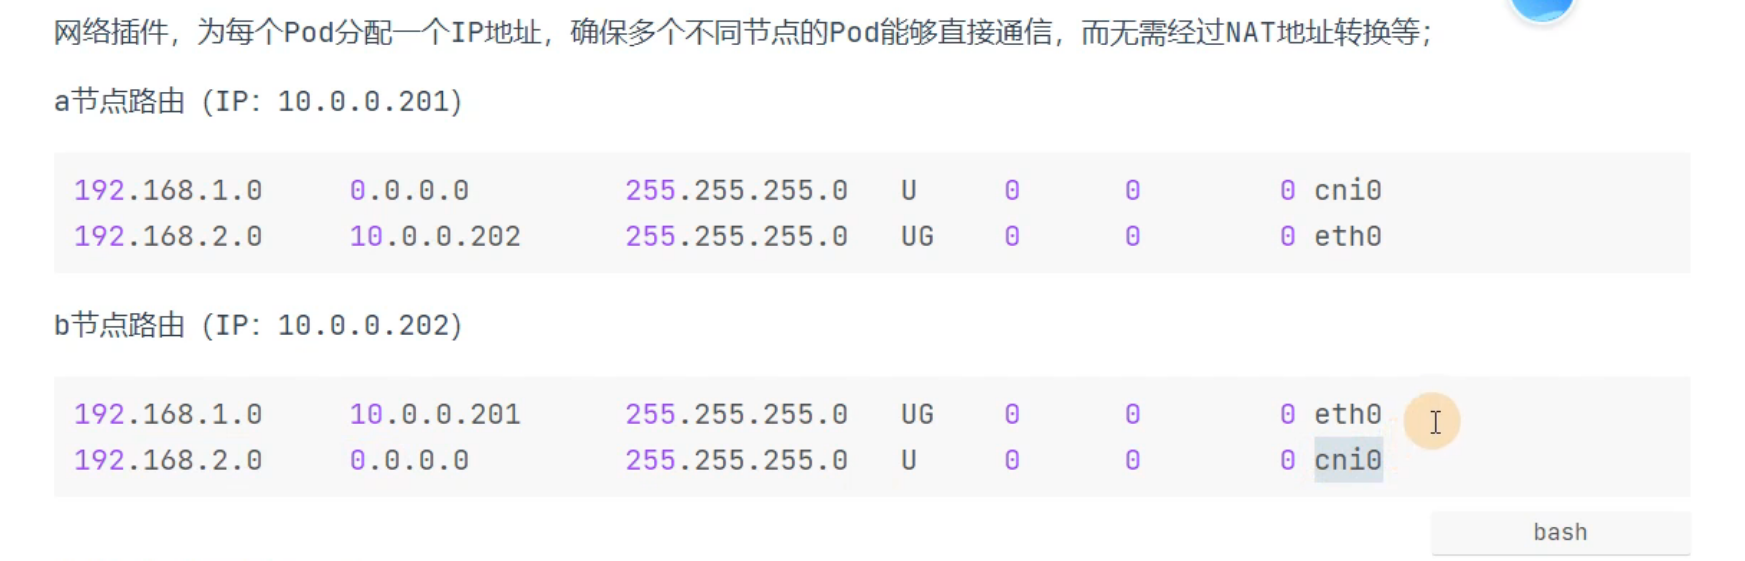 网络插件，为每个Pod分配一个IP地址，确保多个不同节点的Pod能够直接通信，而无需经过NAT地址转换等；
a节点路由（IP：10.0.0.201）
192.168.1.0 0.0.0.0 255.255.255.0 U 0 0 0 cni0
192.168.2.0 10.0.0.202 255.255.255.0 UG 0 0 0 eth0
b节点路由（IP：10.0.0.202）
192.168.1.0 10.0.0.201 255.255.255.0 UG 0 0 0 eth0
192.168.2.0 0.0.0.0 255.255.255.0 U 0 0 0 cni0
bash